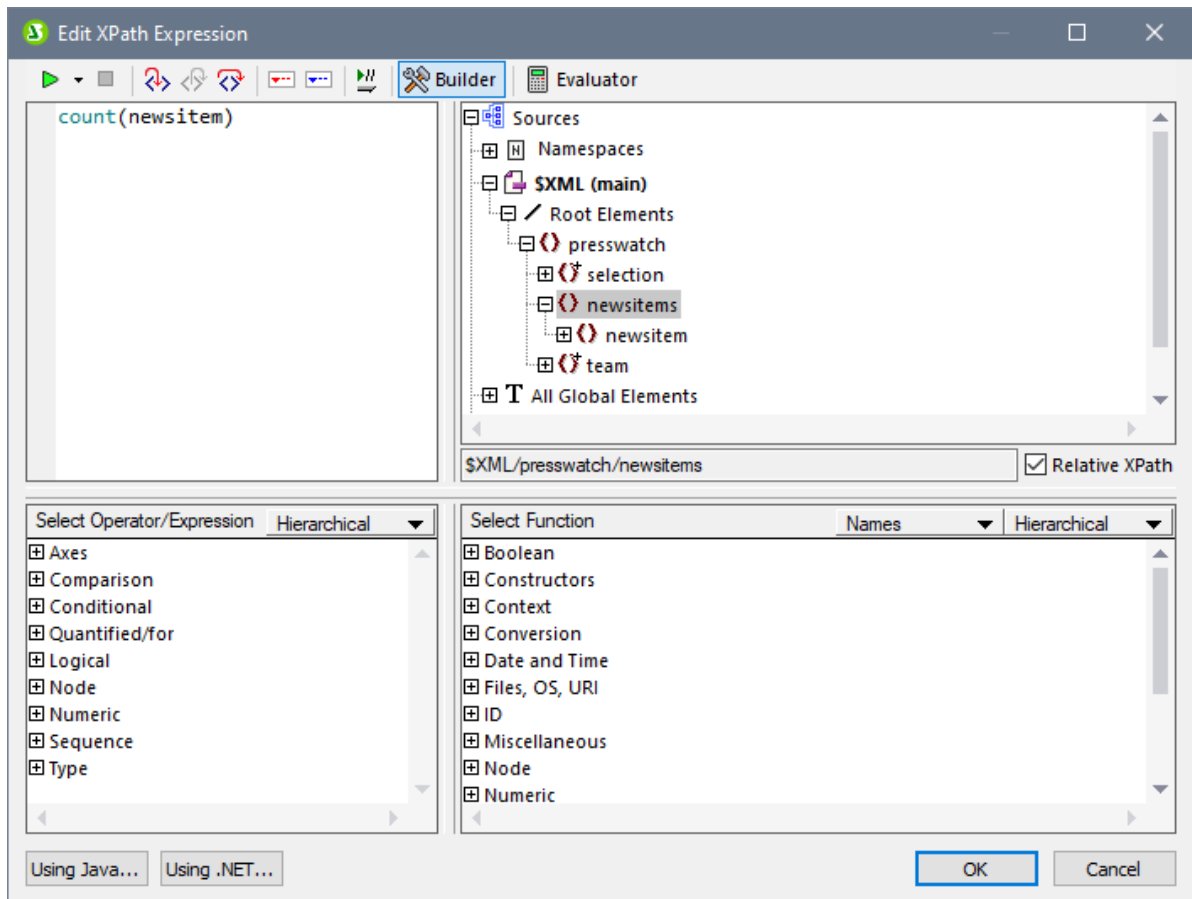 Edit XPath Expression
Builder
Evaluator
count(newsitem)
Sources
Namespaces
$XML (main)
Root Elements
presswatch
selection
newsitems
newsitem
team
All Global Elements
$XML/presswatch/newsitems
Relative XPath
Select Operator/Expression Hierarchical
Axes
Comparison
Conditional
Quantified/for
Logical
Node
Numeric
Sequence
Type
Select Function Names Hierarchical
Boolean
Constructors
Context
Conversion
Date and Time
Files, OS, URI
ID
Miscellaneous
Node
Numeric
Using Java... Using .NET...
OK Cancel